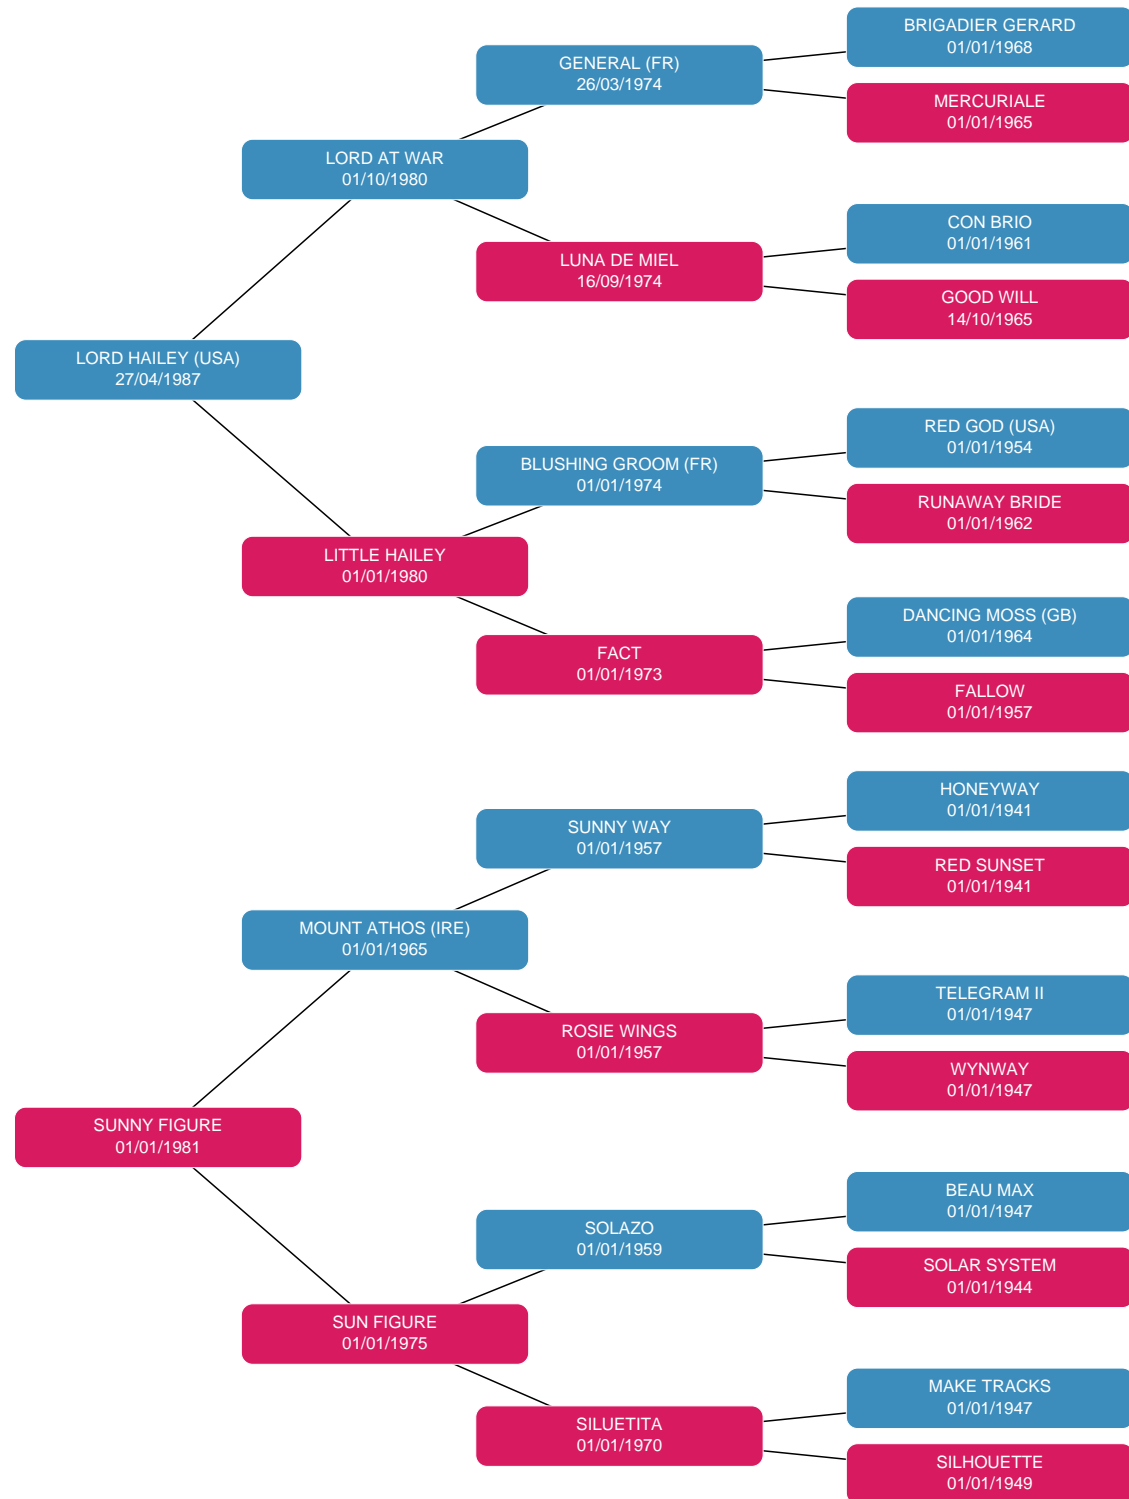 BRIGADIER GERARD
01/01/1968
GENERAL (FR)
26/03/1974
MERCURIALE
01/01/1965
LORD AT WAR
01/10/1980
CON BRIO
01/01/1961
LUNA DE MIEL
16/09/1974
GOOD WILL
14/10/1965
LORD HAILEY (USA)
27/04/1987
RED GOD (USA)
01/01/1954
BLUSHING GROOM (FR)
01/01/1974
RUNAWAY BRIDE
01/01/1962
LITTLE HAILEY
01/01/1980
DANCING MOSS (GB)
01/01/1964
FACT
01/01/1973
FALLOW
01/01/1957
HONEYWAY
01/01/1941
SUNNY WAY
01/01/1957
RED SUNSET
01/01/1941
MOUNT ATHOS (IRE)
01/01/1965
TELEGRAM II
01/01/1947
ROSIE WINGS
01/01/1957
WYNWAY
01/01/1947
SUNNY FIGURE
01/01/1981
BEAU MAX
01/01/1947
SOLAZO
01/01/1959
SOLAR SYSTEM
01/01/1944
SUN FIGURE
01/01/1975
MAKE TRACKS
01/01/1947
SILUETITA
01/01/1970
SILHOUETTE
01/01/1949